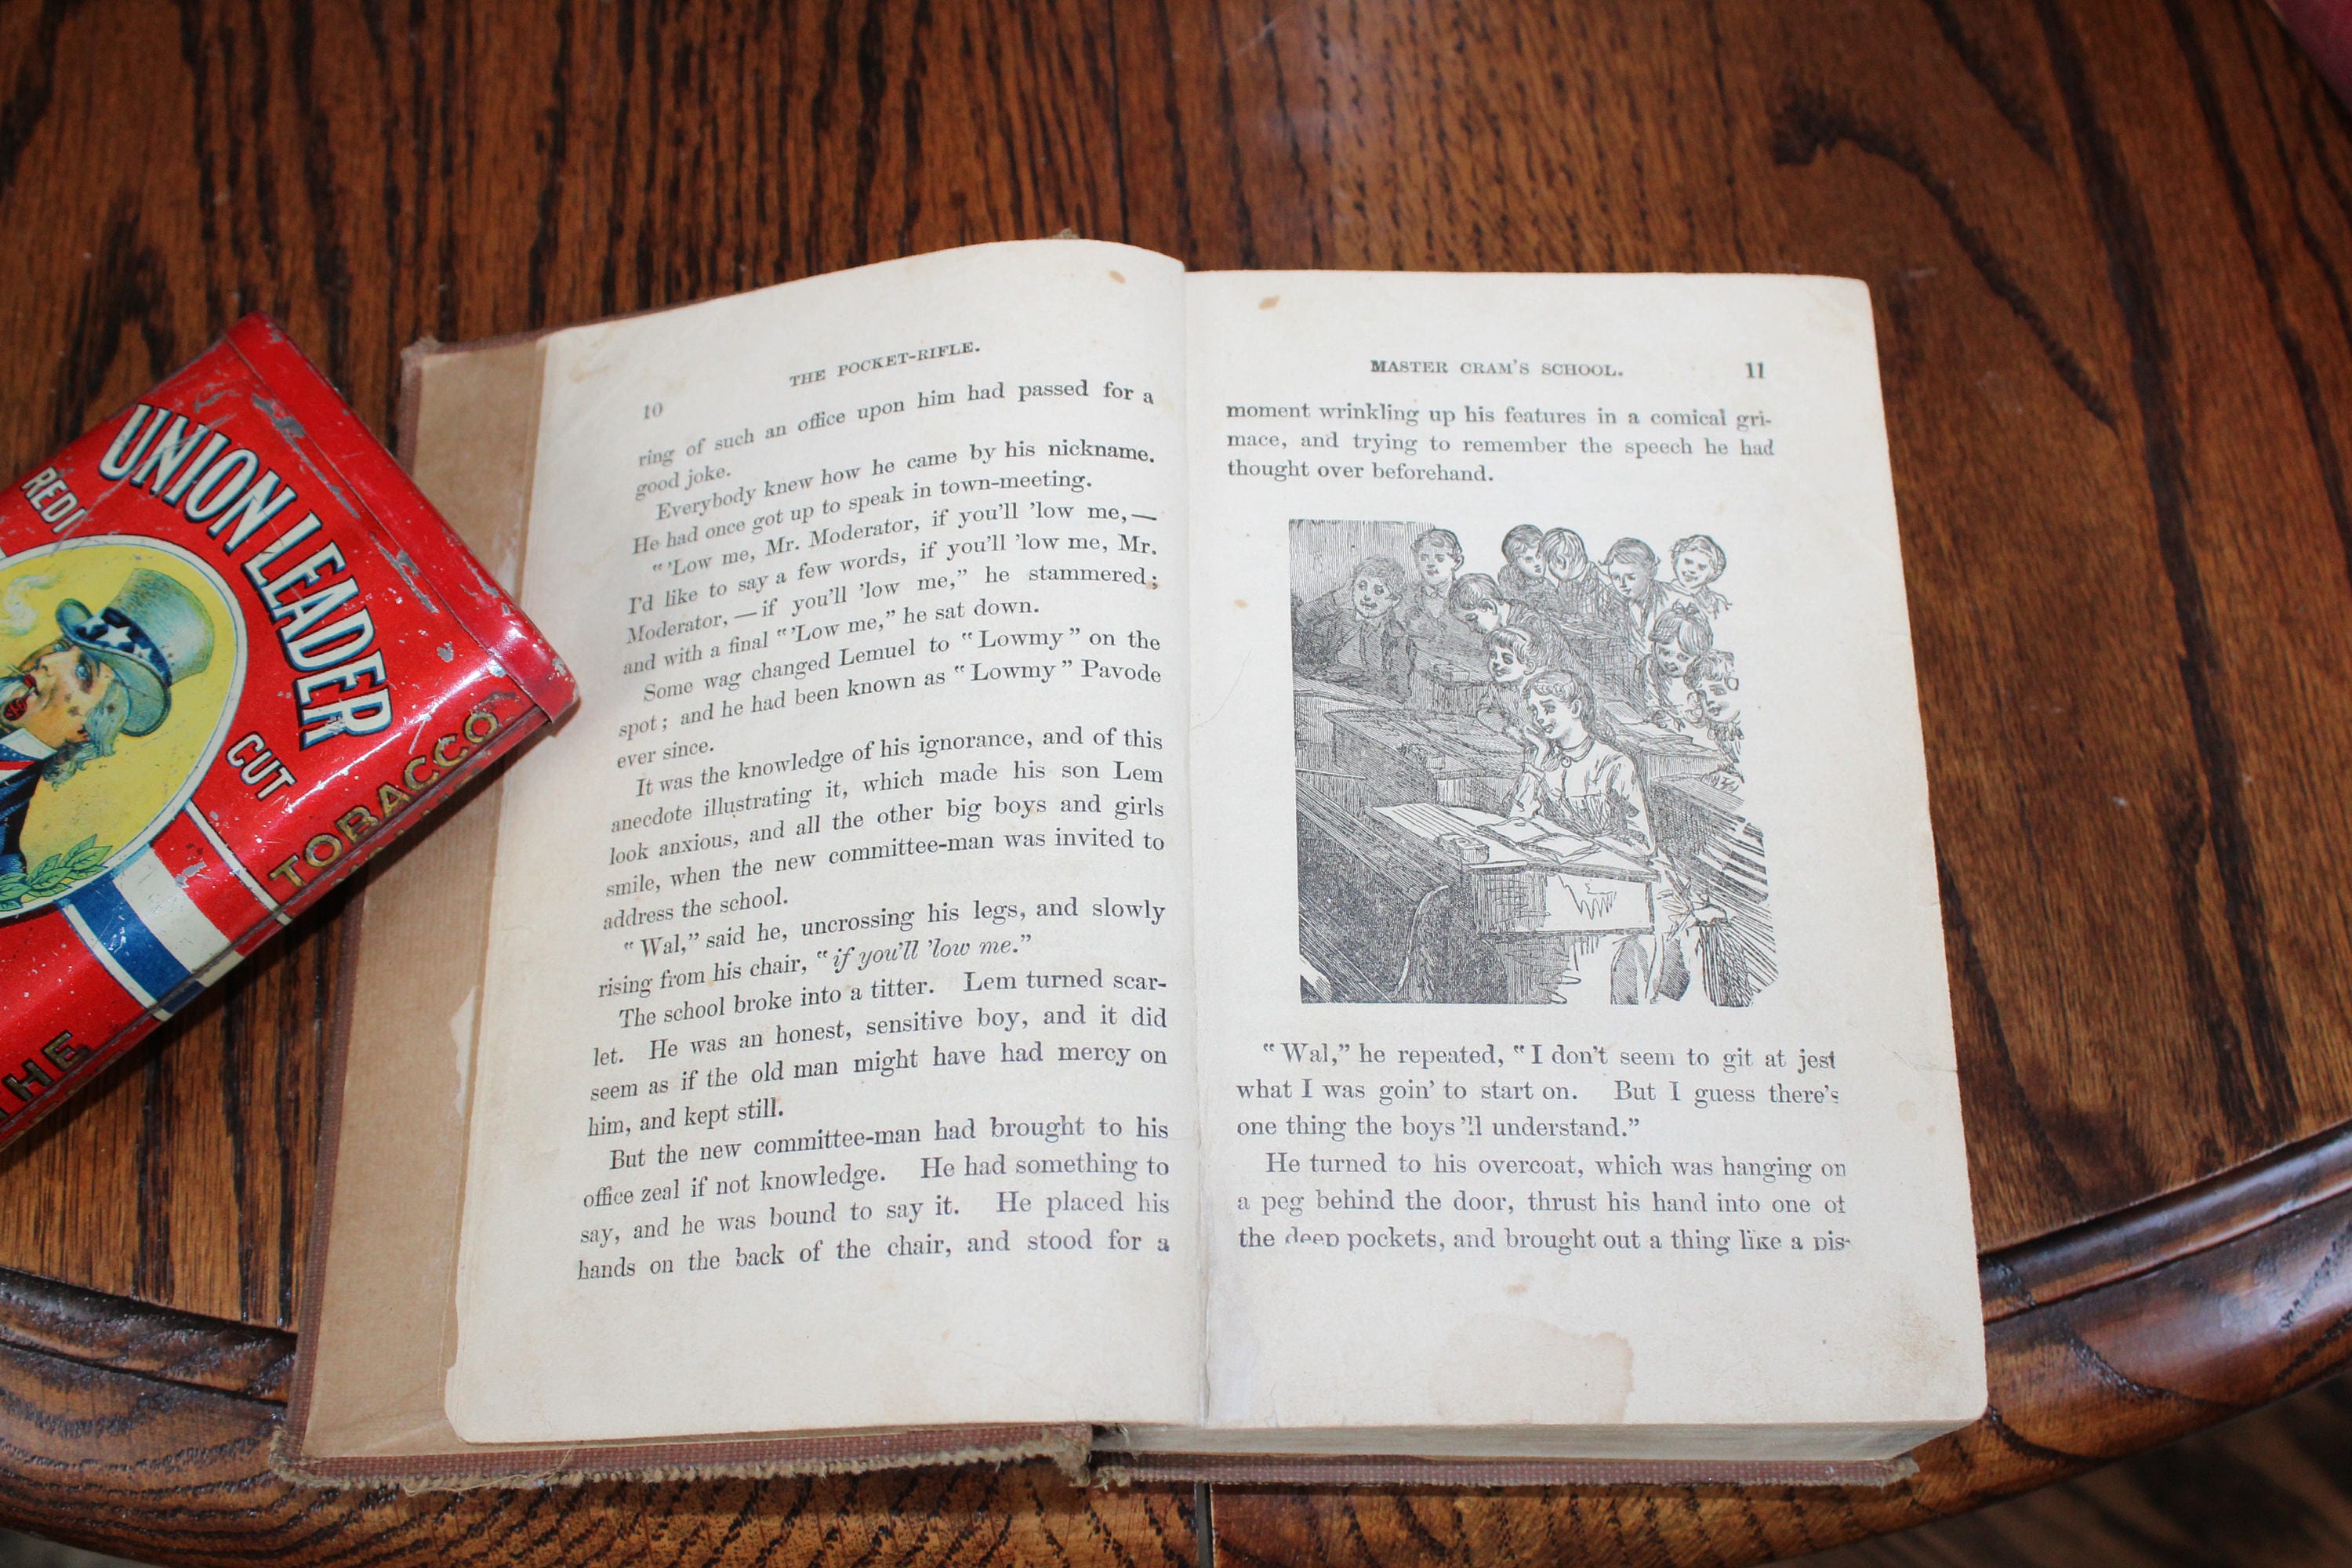 UNION LEADER
REDI
CUT
TOBACCO
THE
THE POCKET-RIFLE.
10
ring of such an office upon him had passed for a
good joke.
Everybody knew how he came by his nickname.
He had once got up to speak in town-meeting.
"'Low me, Mr. Moderator, if you'll 'low me,—
I'd like to say a few words, if you'll 'low me, Mr.
Moderator,—if you'll 'low me," he stammered;
and with a final "'Low me," he sat down.
Some wag changed Lemuel to "Lowmy" on the
spot; and he had been known as "Lowmy" Pavode
ever since.
It was the knowledge of his ignorance, and of this
anecdote illustrating it, which made his son Lem
look anxious, and all the other big boys and girls
smile, when the new committee-man was invited to
address the school.
"Wal," said he, uncrossing his legs, and slowly
rising from his chair, "if you'll 'low me."
The school broke into a titter. Lem turned scar-
let. He was an honest, sensitive boy, and it did
seem as if the old man might have had mercy on
him, and kept still.
But the new committee-man had brought to his
office zeal if not knowledge. He had something to
say, and he was bound to say it. He placed his
hands on the back of the chair, and stood for a
MASTER CRAM'S SCHOOL. 11
moment wrinkling up his features in a comical gri-
mace, and trying to remember the speech he had
thought over beforehand.
"Wal," he repeated, "I don't seem to git at jest
what I was goin' to start on. But I guess there's
one thing the boys 'll understand."
He turned to his overcoat, which was hanging on
a peg behind the door, thrust his hand into one of
the deep pockets, and brought out a thing like a pis-